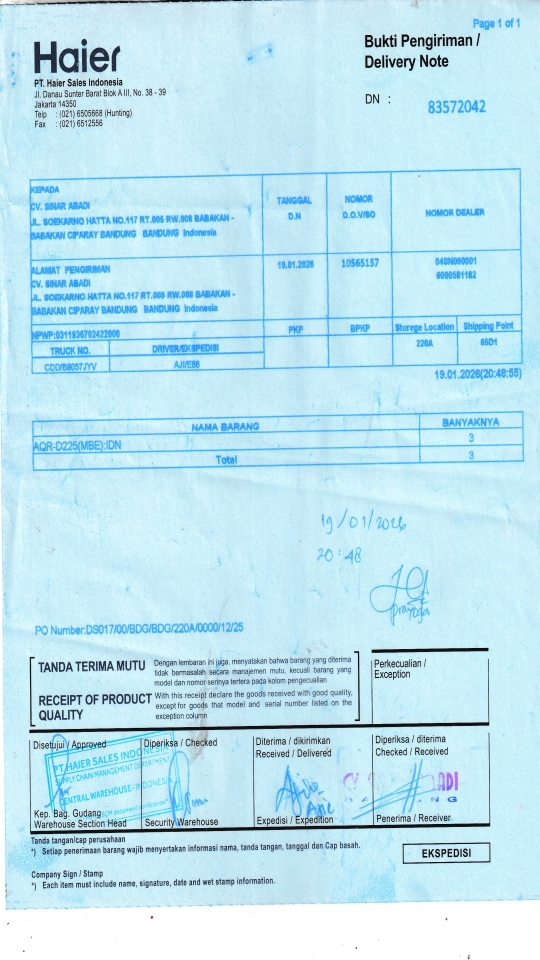 Page 1 of 1
Haier
Bukti Pengiriman /
Delivery Note
PT. Haier Sales Indonesia
Jl. Danau Sunter Barat Blok A III, No. 38 - 39
Jakarta 14350
Telp : (021) 6505668 (Hunting)
Fax : (021) 6512556
DN : 83572042
KEPADA
CV. SINAR ABADI
JL. SOEKARNO HATTA NO.117 RT.005 RW.008 BABAKAN -
BABAKAN CIPARAY BANDUNG BANDUNG Indonesia
TANGGAL
D.N
NOMOR
D.O.V/SO
NOMOR DEALER
ALAMAT PENGIRIMAN
CV. SINAR ABADI
JL. SOEKARNO HATTA NO.117 RT.005 RW.008 BABAKAN -
BABAKAN CIPARAY BANDUNG BANDUNG Indonesia
19.01.2026
10565157
04SN060001
NPWP:
PKP
BPKP
Storege Location
Shipping Point
220A
65D1
TRUCK NO.
DRIVER/EKSPEDISI
19.01.2026(20:48:55)
NAMA BARANG
BANYAKNYA
AQR-D225(MBE):IDN
3
Total
3
19/01/2026
20:48
prayoga
PO Number:DS017/00/BDG/BDG/220A/0000/12/25
TANDA TERIMA MUTU
Dengan lembaran ini juga, menyatakan bahwa barang yang diterima
tidak bermasalah secara manajemen mutu, kecuali barang yang
model dan nomor serinya tertera pada kolom pengecualian
RECEIPT OF PRODUCT
QUALITY
With this receipt declare the goods received with good quality,
except for goods that model and serial number listed on the
exception column
Perkecualian /
Exception
Disetujui / Approved
Diperiksa / Checked
Diterima / dikirimkan
Received / Delivered
Diperiksa / diterima
Checked / Received
PT HAIER SALES INDONESIA
SUPPLY CHAIN MANAGEMENT DEPARTMENT
CENTRAL WAREHOUSE - INDONESIA
Kep. Bag. Gudang
Warehouse Section Head
Security Warehouse
Expedisi / Expedition
Penerima / Receiver
Tanda tangan/cap perusahaan
*) Setiap penerimaan barang wajib menyertakan informasi nama, tanda tangan, tanggal dan Cap basah.
EKSPEDISI
Company Sign / Stamp
*) Each item must include name, signature, date and wet stamp information.